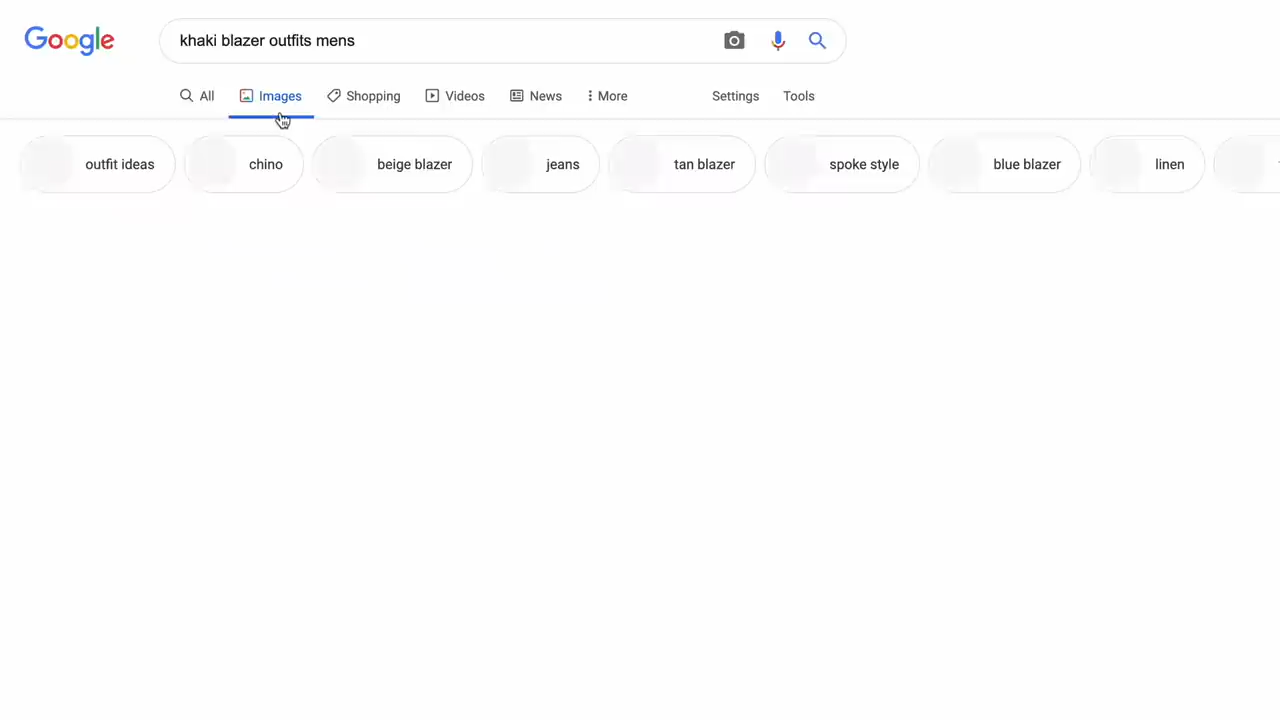 Google
khaki blazer outfits mens
All Images Shopping Videos News More Settings Tools
outfit ideas chino beige blazer jeans tan blazer spoke style blue blazer linen